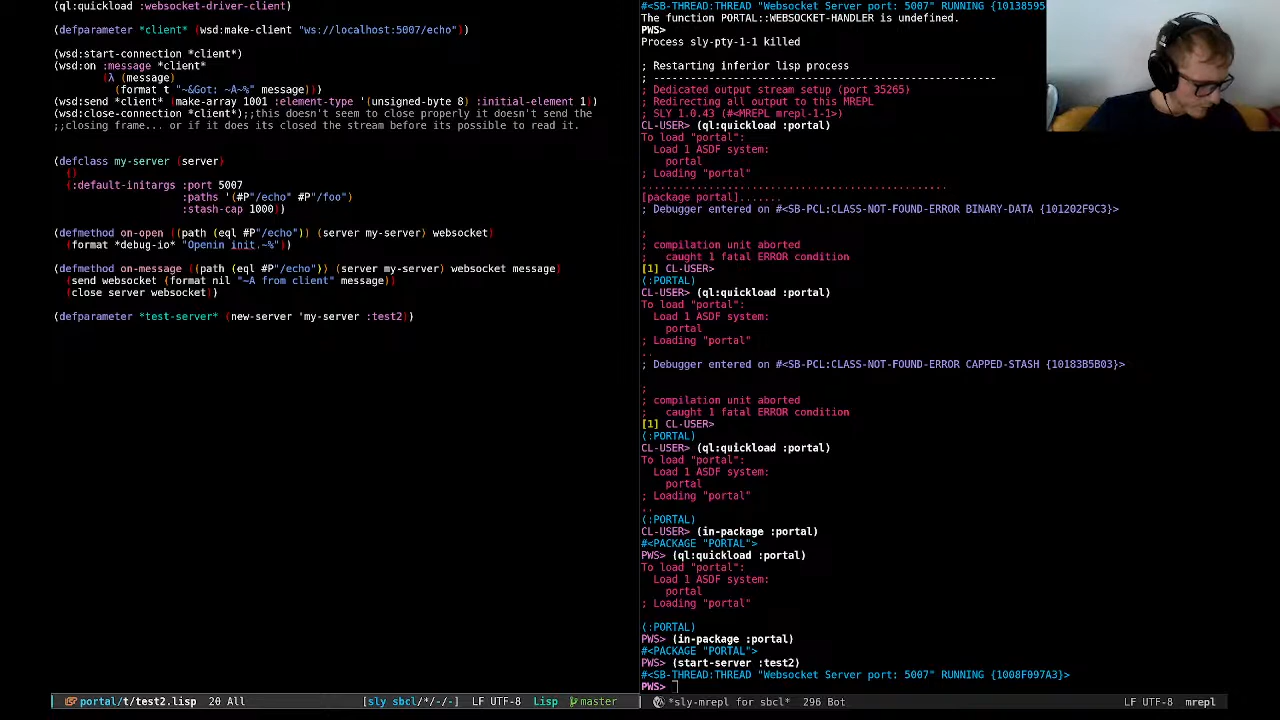 (ql:quickload :websocket-driver-client)
(defparameter *client* (wsd:make-client "ws://localhost:5007/echo"))
(wsd:start-connection *client*)
(wsd:on :message *client*
(λ (message)
(format t "~&Got: ~A~%" message)))
(wsd:send *client* (make-array 1001 :element-type '(unsigned-byte 8) :initial-element 1))
(wsd:close-connection *client*);;this doesn't seem to close properly it doesn't send the
;;closing frame... or if it does its closed the stream before its possible to read it.
(defclass my-server (server)
()
(:default-initargs :port 5007
:paths '(#P"/echo" #P"/foo")
:stash-cap 1000))
(defmethod on-open ((path (eql #P"/echo")) (server my-server) websocket)
(format *debug-io* "Openin init.~%"))
(defmethod on-message ((path (eql #P"/echo")) (server my-server) websocket message)
(send websocket (format nil "~A from client" message))
(close server websocket))
(defparameter *test-server* (new-server 'my-server :test2))
portal/t/test2.lisp 20 All [sly sbcl/*/-/-] LF UTF-8 Lisp master
#<SB-THREAD:THREAD "Websocket Server port: 5007" RUNNING {10138595
The function PORTAL::WEBSOCKET-HANDLER is undefined.
PWS>
Process sly-pty-1-1 killed
; Restarting inferior lisp process
; -----------------------------------------------------
; Dedicated output stream setup (port 35265)
; Redirecting all output to this MREPL
; SLY 1.0.43 (#<MREPL mrepl-1-1>)
CL-USER> (ql:quickload :portal)
To load "portal":
Load 1 ASDF system:
portal
; Loading "portal"
..................................................
[package portal].......
; Debugger entered on #<SB-PCL:CLASS-NOT-FOUND-ERROR BINARY-DATA {101202F9C3}>
;
; compilation unit aborted
; caught 1 fatal ERROR condition
[1] CL-USER>
(:PORTAL)
CL-USER> (ql:quickload :portal)
To load "portal":
Load 1 ASDF system:
portal
; Loading "portal"
..
; Debugger entered on #<SB-PCL:CLASS-NOT-FOUND-ERROR CAPPED-STASH {10183B5B03}>
;
; compilation unit aborted
; caught 1 fatal ERROR condition
[1] CL-USER>
(:PORTAL)
CL-USER> (ql:quickload :portal)
To load "portal":
Load 1 ASDF system:
portal
; Loading "portal"
..
(:PORTAL)
CL-USER> (in-package :portal)
#<PACKAGE "PORTAL">
PWS> (ql:quickload :portal)
To load "portal":
Load 1 ASDF system:
portal
; Loading "portal"
(:PORTAL)
PWS> (in-package :portal)
#<PACKAGE "PORTAL">
PWS> (start-server :test2)
#<SB-THREAD:THREAD "Websocket Server port: 5007" RUNNING {1008F097A3}>
PWS>
*sly-mrepl for sbcl* 296 Bot LF UTF-8 mrepl